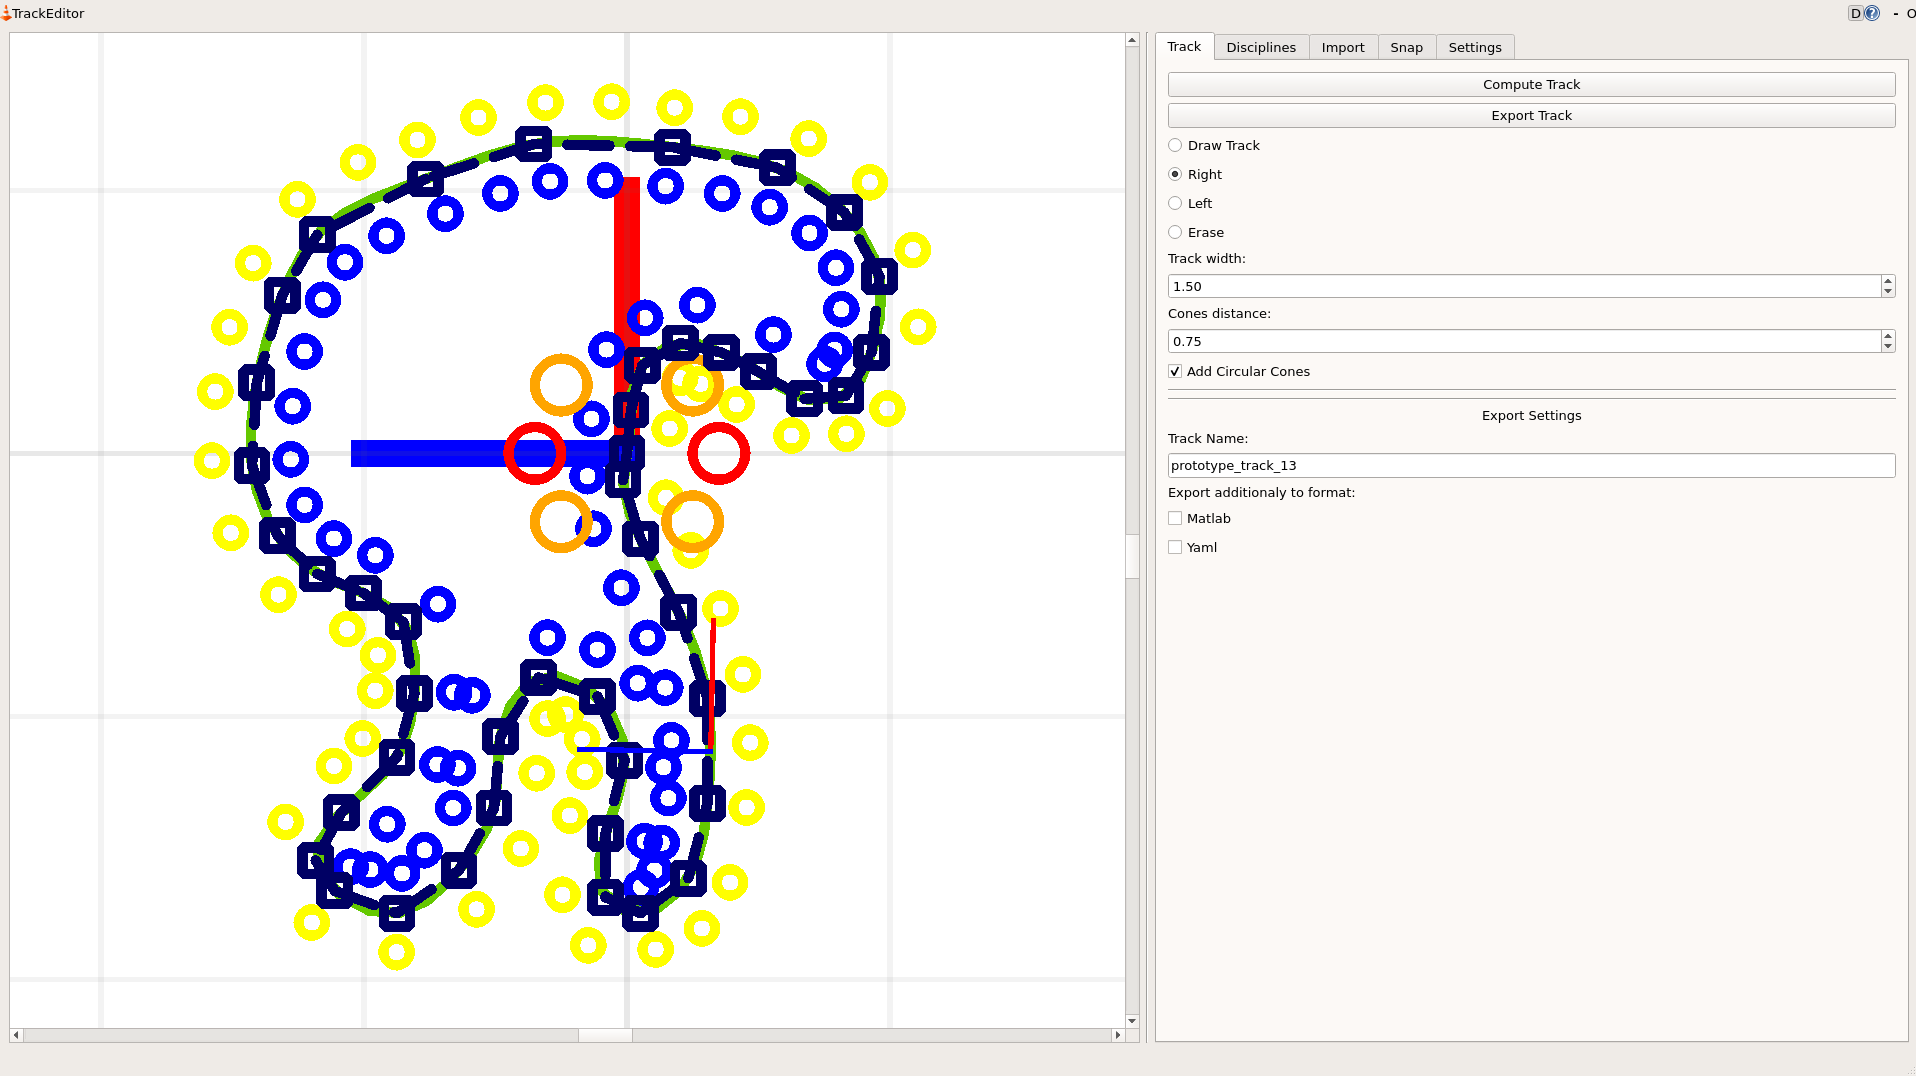 TrackEditor
D ? - O
Track Disciplines Import Snap Settings
Compute Track
Export Track
Draw Track
Right
Left
Erase
Track width:
1.50
Cones distance:
0.75
Add Circular Cones
Export Settings
Track Name:
prototype_track_13
Export additionaly to format:
Matlab
Yaml